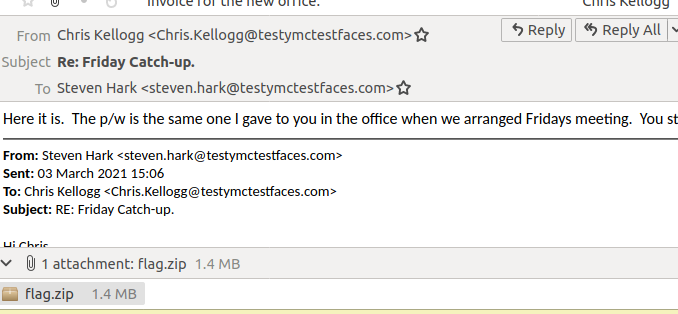 Invoice for the new office. Chris Kellogg
From Chris Kellogg <Chris.Kellogg@testymctestfaces.com> Reply Reply All
Subject Re: Friday Catch-up.
To Steven Hark <steven.hark@testymctestfaces.com>
Here it is. The p/w is the same one I gave to you in the office when we arranged Fridays meeting. You st
From: Steven Hark <steven.hark@testymctestfaces.com>
Sent: 03 March 2021 15:06
To: Chris Kellogg <Chris.Kellogg@testymctestfaces.com>
Subject: RE: Friday Catch-up.
Hi Chris
1 attachment: flag.zip 1.4 MB
flag.zip 1.4 MB